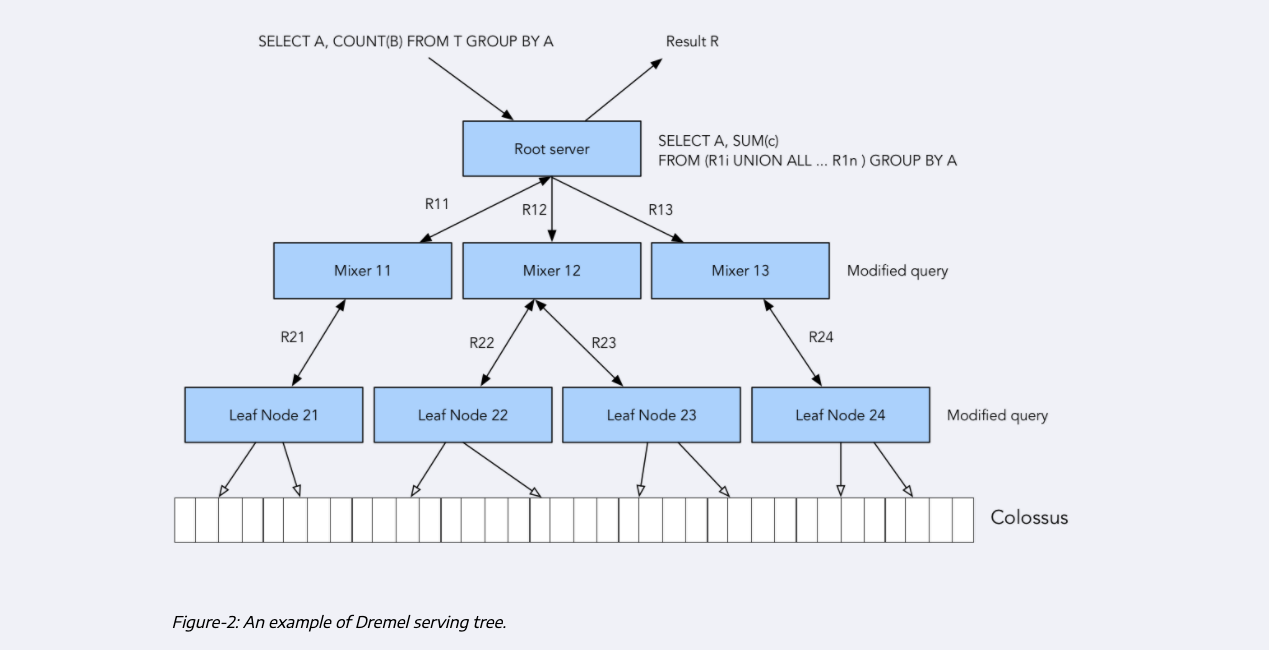 SELECT A, COUNT(B) FROM T GROUP BY A
Result R
Root server
SELECT A, SUM(c)
FROM (R1i UNION ALL ... R1n ) GROUP BY A
R11
R12
R13
Mixer 11
Mixer 12
Mixer 13
Modified query
R21
R22
R23
R24
Leaf Node 21
Leaf Node 22
Leaf Node 23
Leaf Node 24
Modified query
Colossus
Figure-2: An example of Dremel serving tree.